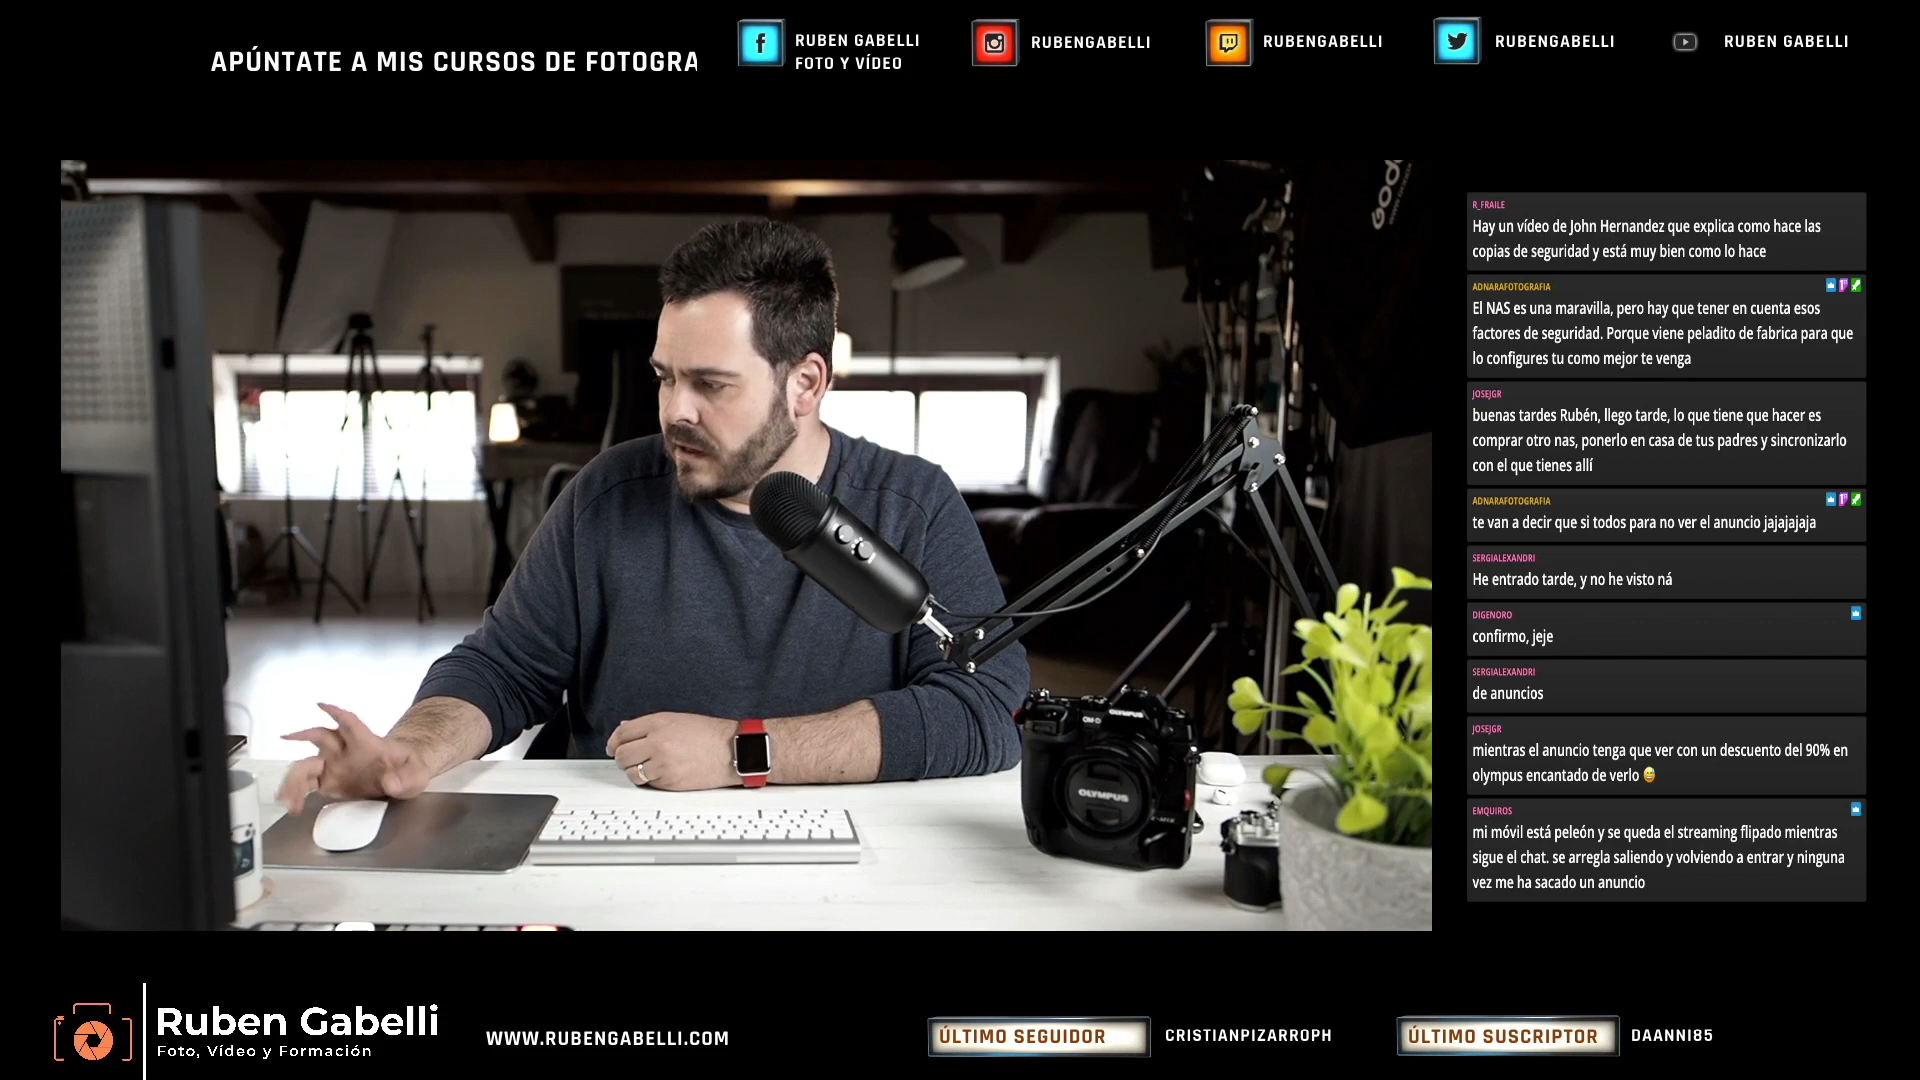 APÚNTATE A MIS CURSOS DE FOTOGRA
RUBEN GABELLI
FOTO Y VÍDEO
RUBENGABELLI
RUBENGABELLI
RUBENGABELLI
RUBEN GABELLI
R_FRAILE
Hay un vídeo de John Hernandez que explica como hace las
copias de seguridad y está muy bien como lo hace
ADNARAFOTOGRAFIA
El NAS es una maravilla, pero hay que tener en cuenta esos
factores de seguridad. Porque viene peladito de fabrica para que
lo configures tu como mejor te venga
JOSEJGR
buenas tardes Rubén, llego tarde, lo que tiene que hacer es
comprar otro nas, ponerlo en casa de tus padres y sincronizarlo
con el que tienes allí
ADNARAFOTOGRAFIA
te van a decir que si todos para no ver el anuncio jajajajaja
SERGIALEXANDRI
He entrado tarde, y no he visto ná
DIGENORO
confirmo, jeje
SERGIALEXANDRI
de anuncios
JOSEJGR
mientras el anuncio tenga que ver con un descuento del 90% en
olympus encantado de verlo 😅
EMQUIROS
mi móvil está peleón y se queda el streaming flipado mientras
sigue el chat. se arregla saliendo y volviendo a entrar y ninguna
vez me ha sacado un anuncio
OM-D OLYMPUS
OLYMPUS
Ruben Gabelli
Foto, Vídeo y Formación
WWW.RUBENGABELLI.COM
ÚLTIMO SEGUIDOR
CRISTIANPIZARROPH
ÚLTIMO SUSCRIPTOR
DAANNI85